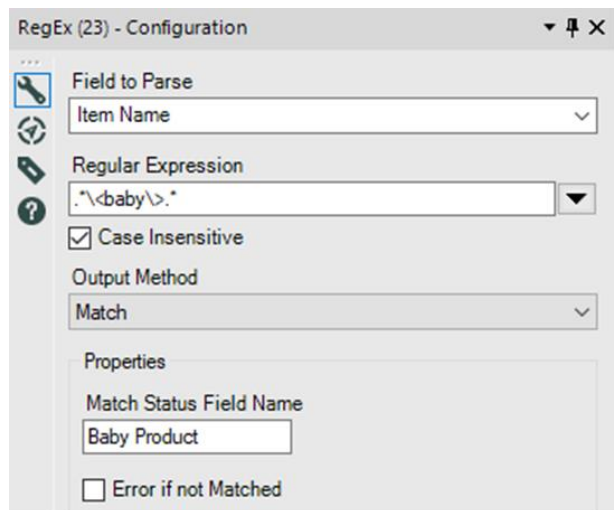 RegEx (23) - Configuration
Field to Parse
Item Name
Regular Expression
.*\<baby\>.*
Case Insensitive
Output Method
Match
Properties
Match Status Field Name
Baby Product
Error if not Matched